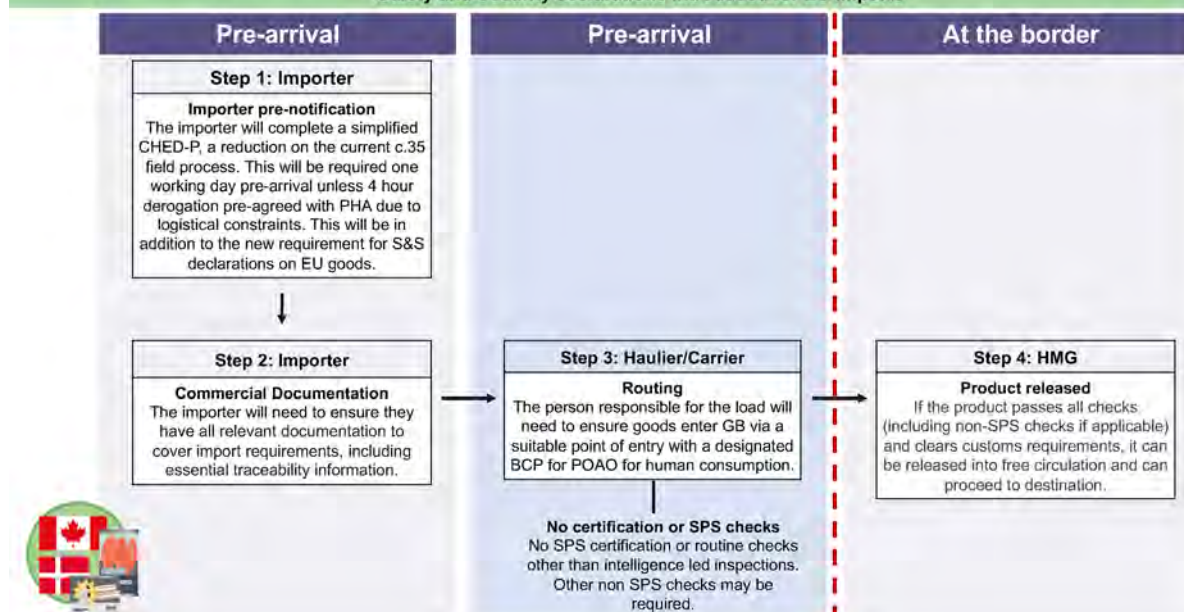 Pre-arrival
Pre-arrival
At the border
Step 1: Importer
Importer pre-notification
The importer will complete a simplified
CHED-P, a reduction on the current c.35
field process. This will be required one
working day pre-arrival unless 4 hour
derogation pre-agreed with PHA due to
logistical constraints. This will be in
addition to the new requirement for S&S
declarations on EU goods.
Step 2: Importer
Commercial Documentation
The importer will need to ensure they
have all relevant documentation to
cover import requirements, including
essential traceability information.
Step 3: Haulier/Carrier
Routing
The person responsible for the load will
need to ensure goods enter GB via a
suitable point of entry with a designated
BCP for POAO for human consumption.
No certification or SPS checks
No SPS certification or routine checks
other than intelligence led inspections.
Other non SPS checks may be
required.
Step 4: HMG
Product released
If the product passes all checks
(including non-SPS checks if applicable)
and clears customs requirements, it can
be released into free circulation and can
proceed to destination.